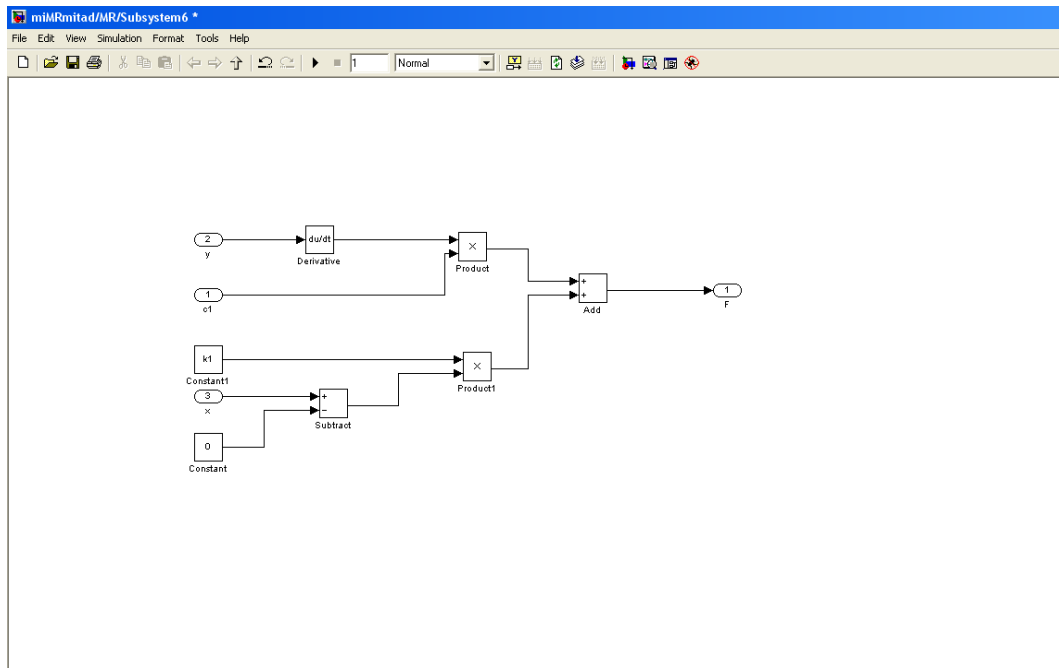 miMRmitad/MR/Subsystem6 *
File Edit View Simulation Format Tools Help
1 Normal
2
y
du/dt
Derivative
×
Product
1
c1
+
+
Add
1
F
k1
Constant1
×
Product1
3
x
+
−
Subtract
0
Constant